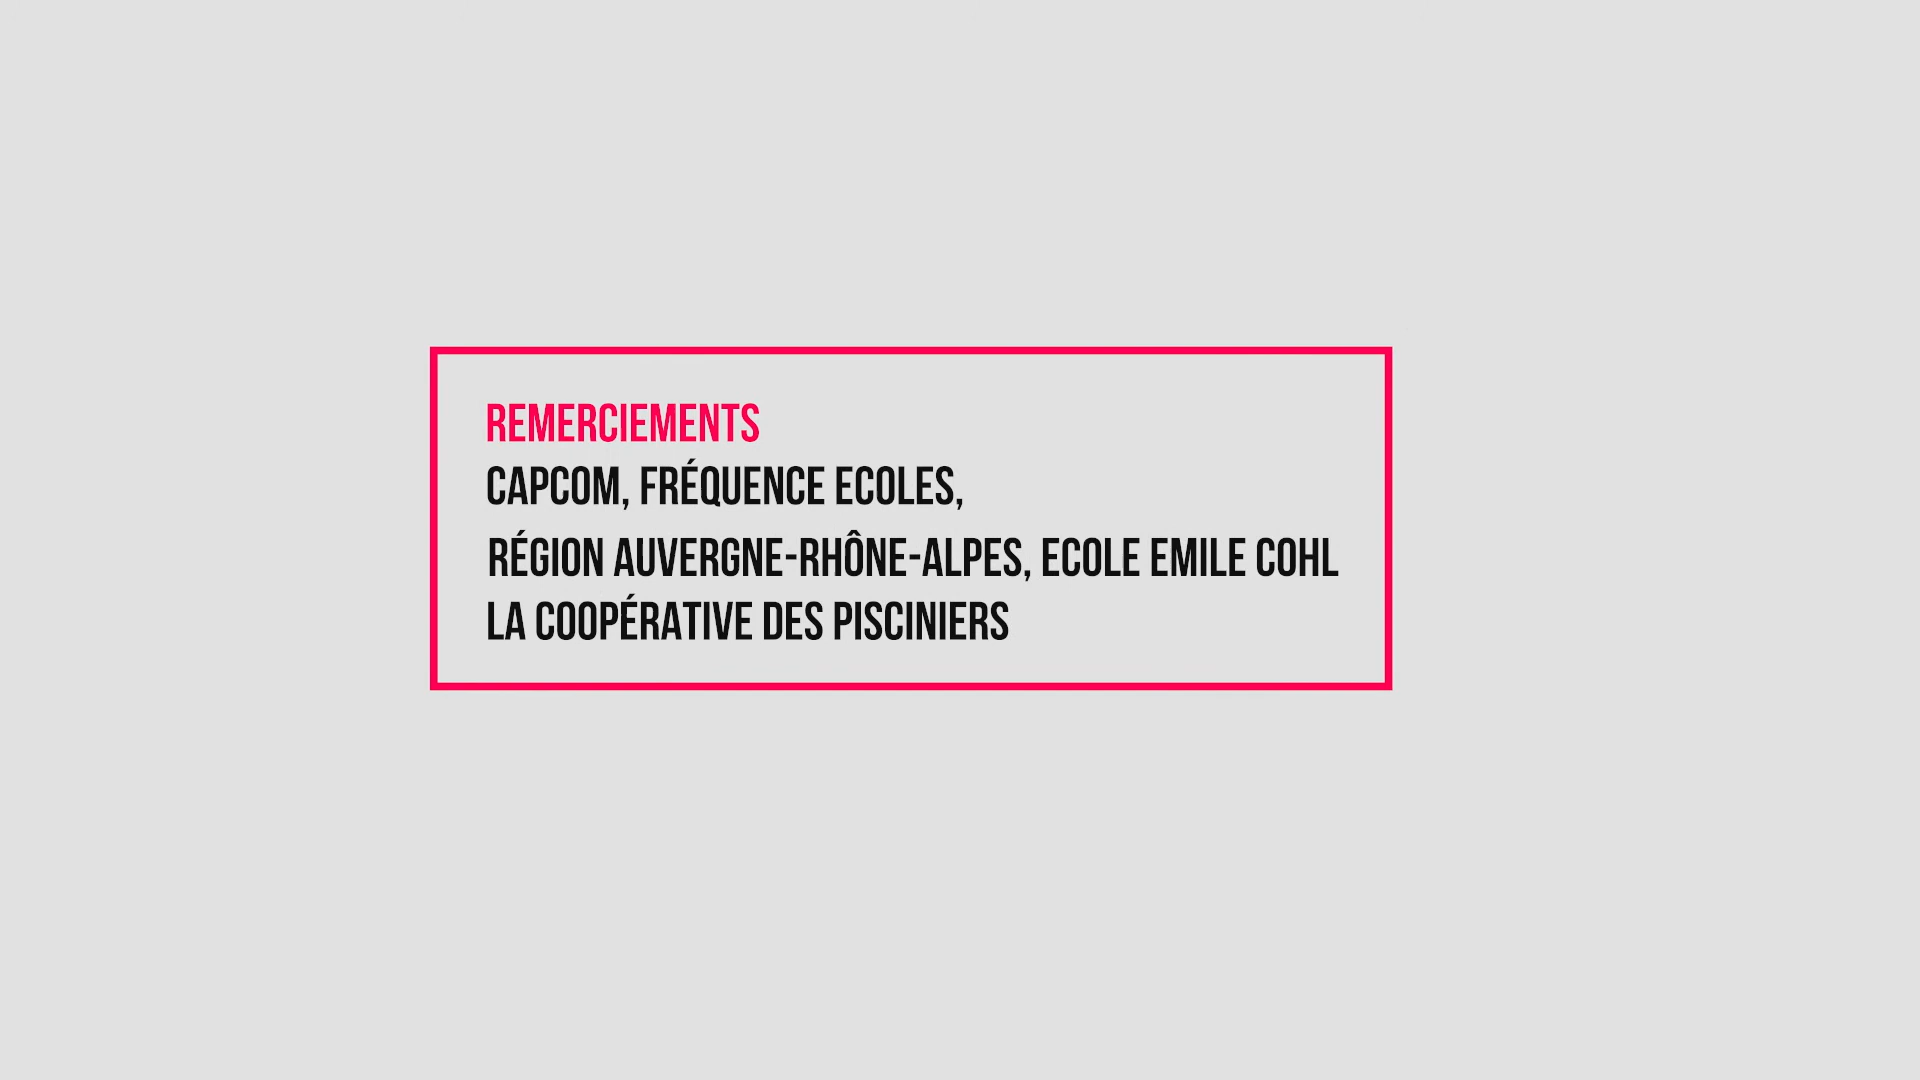 REMERCIEMENTS
CAPCOM, FRÉQUENCE ECOLES,
RÉGION AUVERGNE-RHÔNE-ALPES, ECOLE EMILE COHL
LA COOPÉRATIVE DES PISCINIERS